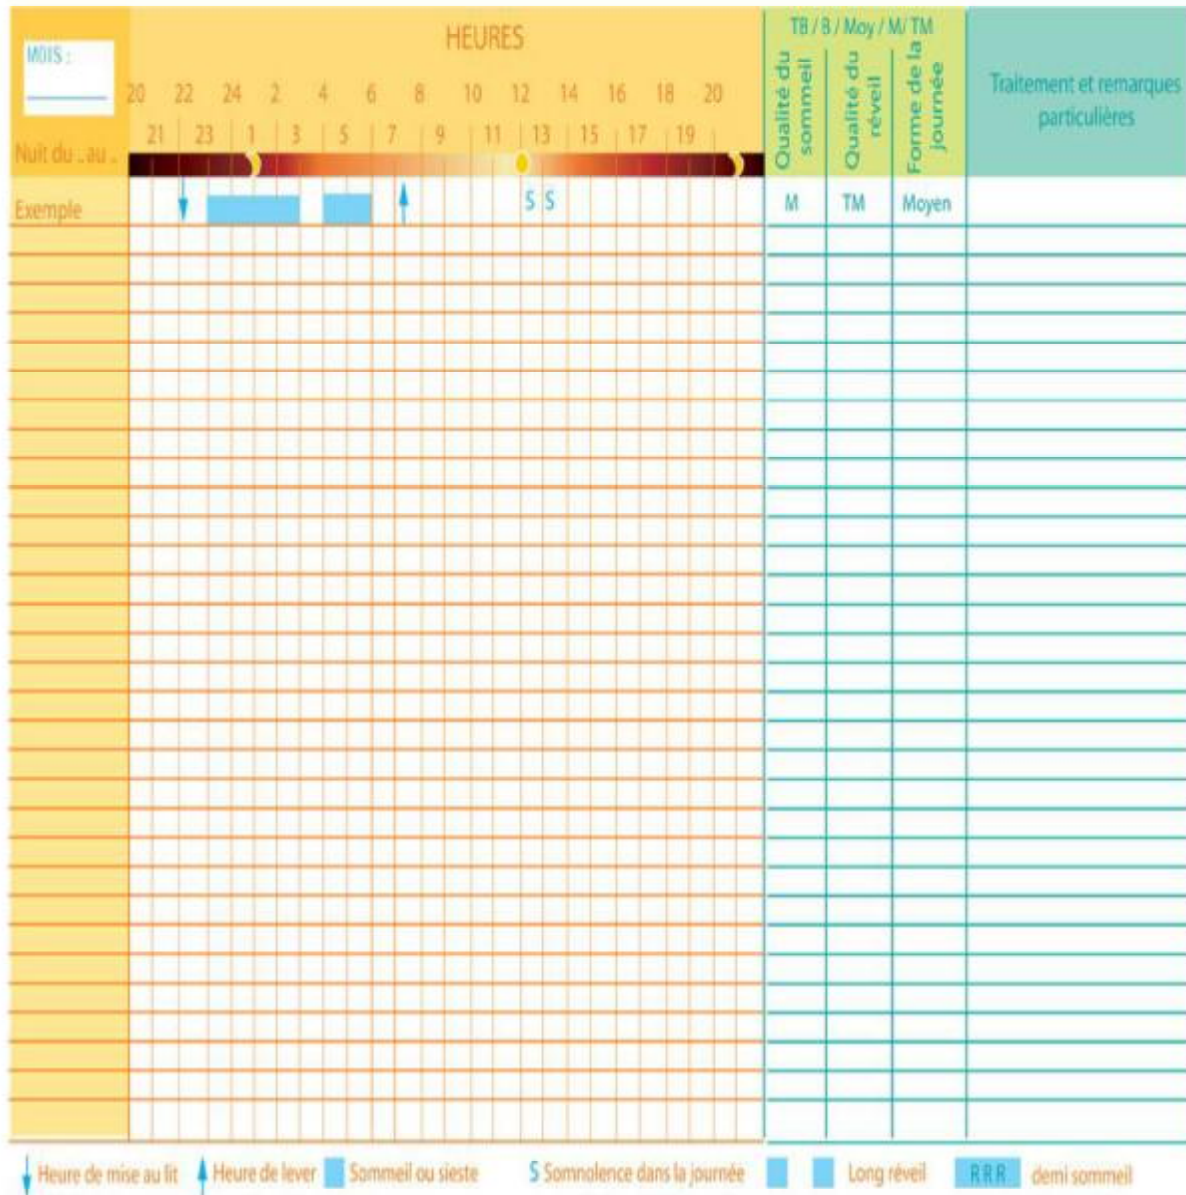 MOIS :
HEURES
20 22 24 2 4 6 8 10 12 14 16 18 20
21 23 1 3 5 7 9 11 13 15 17 19
Nuit du .. au ..
TB / B / Moy / M/ TM
Qualité du sommeil
Qualité du réveil
Forme de la journée
Traitement et remarques
particulières
Exemple
S S
M
TM
Moyen
Heure de mise au lit
Heure de lever
Sommeil ou sieste
S Somnolence dans la journée
Long réveil
R R R demi sommeil